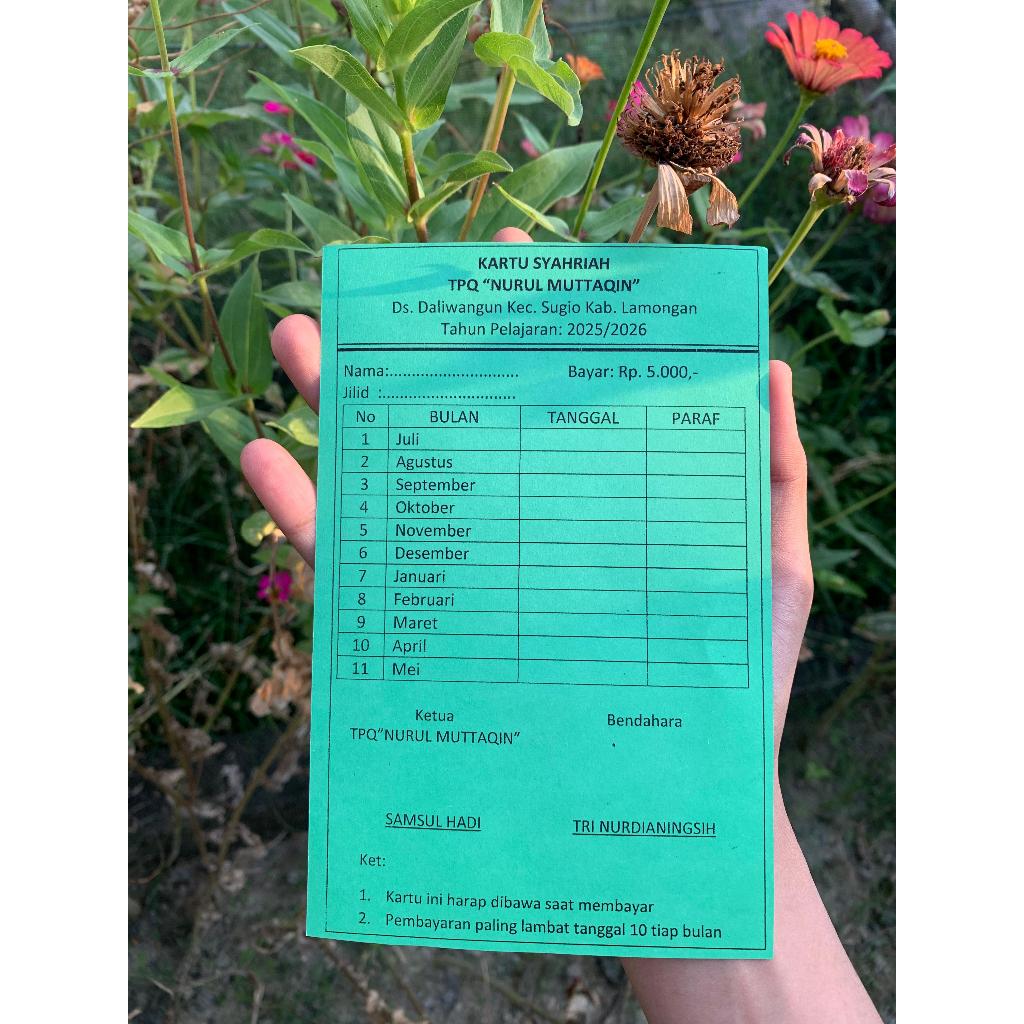 KARTU SYAHRIAH
TPQ “NURUL MUTTAQIN”
Ds. Daliwangun Kec. Sugio Kab. Lamongan
Tahun Pelajaran: 2025/2026
Nama:............................ Bayar: Rp. 5.000,-
Jilid :..............................
No BULAN TANGGAL PARAF
1 Juli
2 Agustus
3 September
4 Oktober
5 November
6 Desember
7 Januari
8 Februari
9 Maret
10 April
11 Mei
Ketua Bendahara
TPQ”NURUL MUTTAQIN”
SAMSUL HADI TRI NURDIANINGSIH
Ket:
1. Kartu ini harap dibawa saat membayar
2. Pembayaran paling lambat tanggal 10 tiap bulan